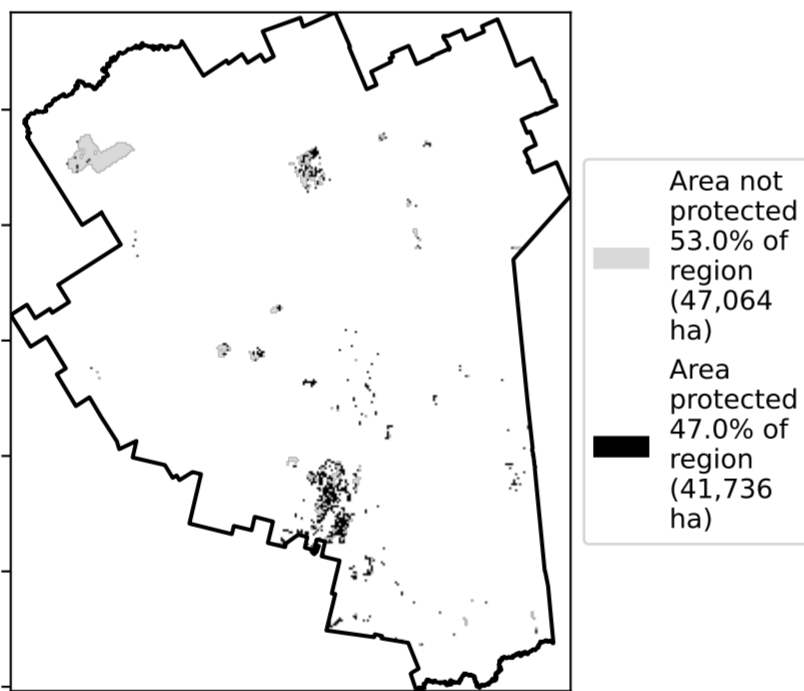 Area not
protected
53.0% of
region
(47,064
ha)
Area
protected
47.0% of
region
(41,736
ha)